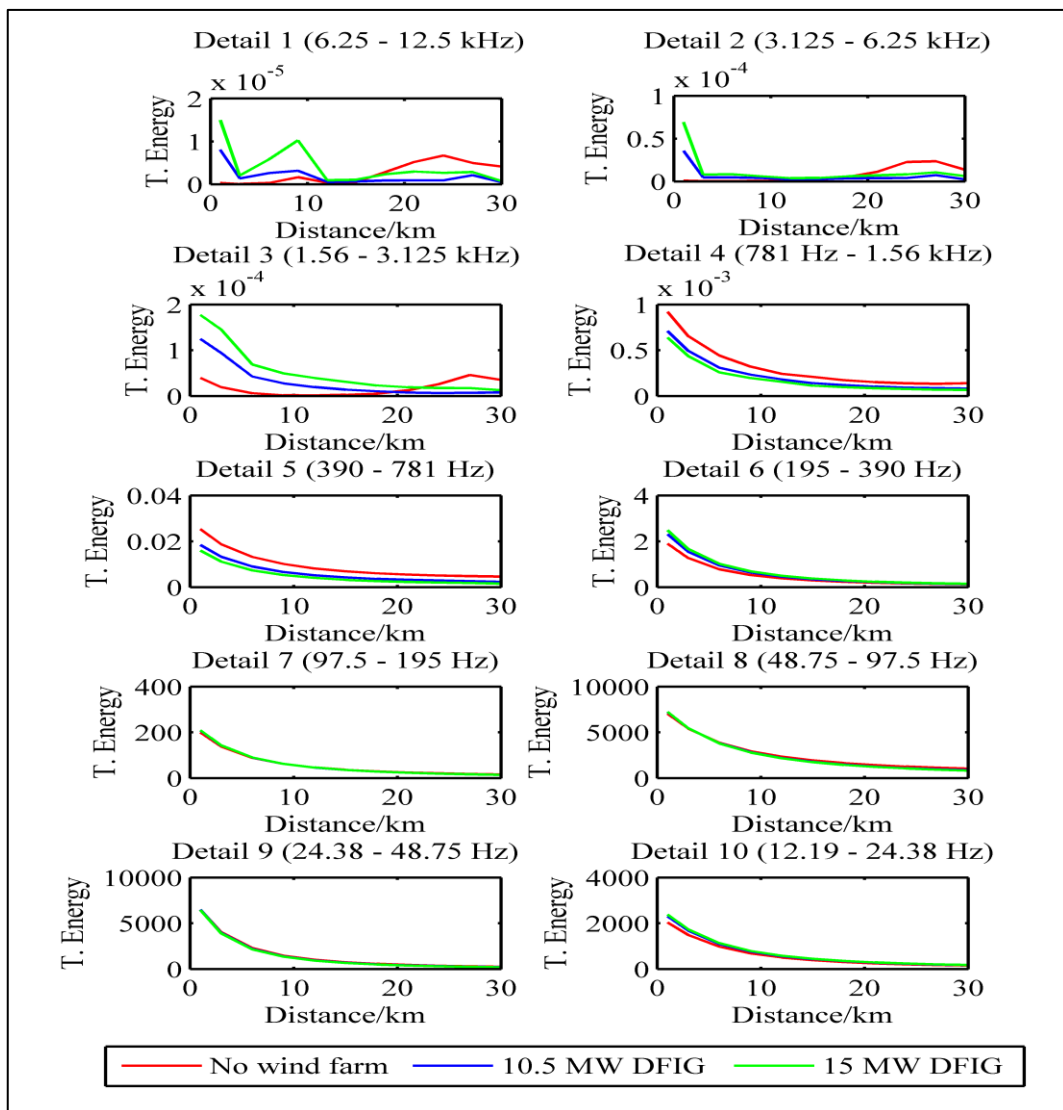 Detail 1 (6.25 - 12.5 kHz)
x 10-5
T. Energy
2
1
0
0 10 20 30
Distance/km
Detail 2 (3.125 - 6.25 kHz)
x 10-4
T. Energy
1
0.5
0
0 10 20 30
Distance/km
Detail 3 (1.56 - 3.125 kHz)
x 10-4
T. Energy
2
1
0
0 10 20 30
Distance/km
Detail 4 (781 Hz - 1.56 kHz)
x 10-3
T. Energy
1
0.5
0
0 10 20 30
Distance/km
Detail 5 (390 - 781 Hz)
T. Energy
0.04
0.02
0
0 10 20 30
Distance/km
Detail 6 (195 - 390 Hz)
T. Energy
4
2
0
0 10 20 30
Distance/km
Detail 7 (97.5 - 195 Hz)
T. Energy
400
200
0
0 10 20 30
Distance/km
Detail 8 (48.75 - 97.5 Hz)
T. Energy
10000
5000
0
0 10 20 30
Distance/km
Detail 9 (24.38 - 48.75 Hz)
T. Energy
10000
5000
0
0 10 20 30
Distance/km
Detail 10 (12.19 - 24.38 Hz)
T. Energy
4000
2000
0
0 10 20 30
Distance/km
No wind farm 10.5 MW DFIG 15 MW DFIG